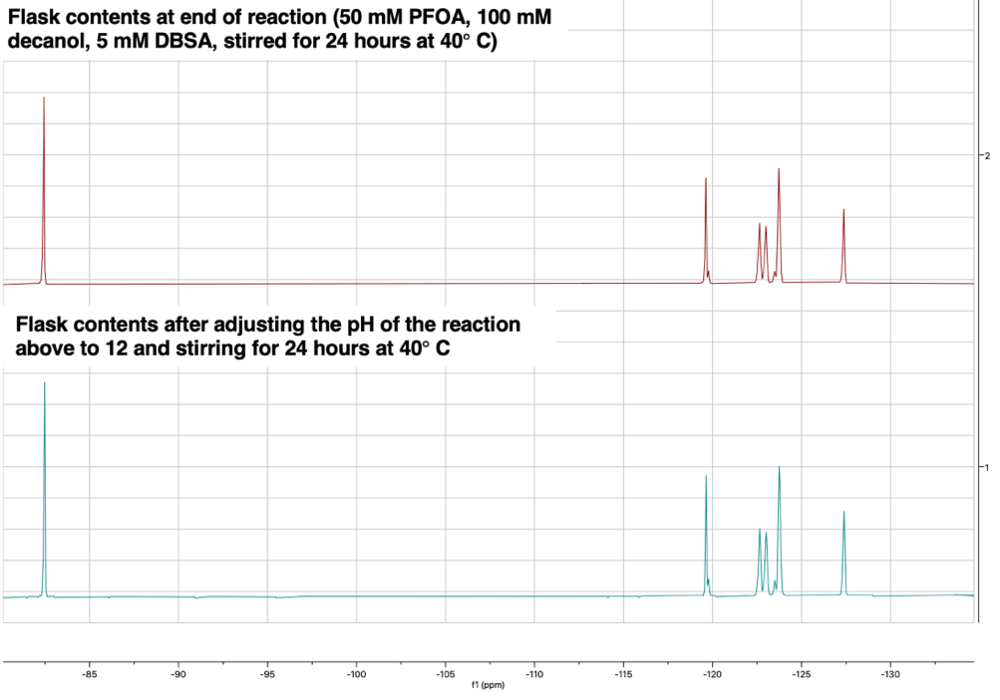 Flask contents at end of reaction (50 mM PFOA, 100 mM
decanol, 5 mM DBSA, stirred for 24 hours at 40° C)
2
Flask contents after adjusting the pH of the reaction
above to 12 and stirring for 24 hours at 40° C
1
-85 -90 -95 -100 -105 -110 -115 -120 -125 -130
f1 (ppm)